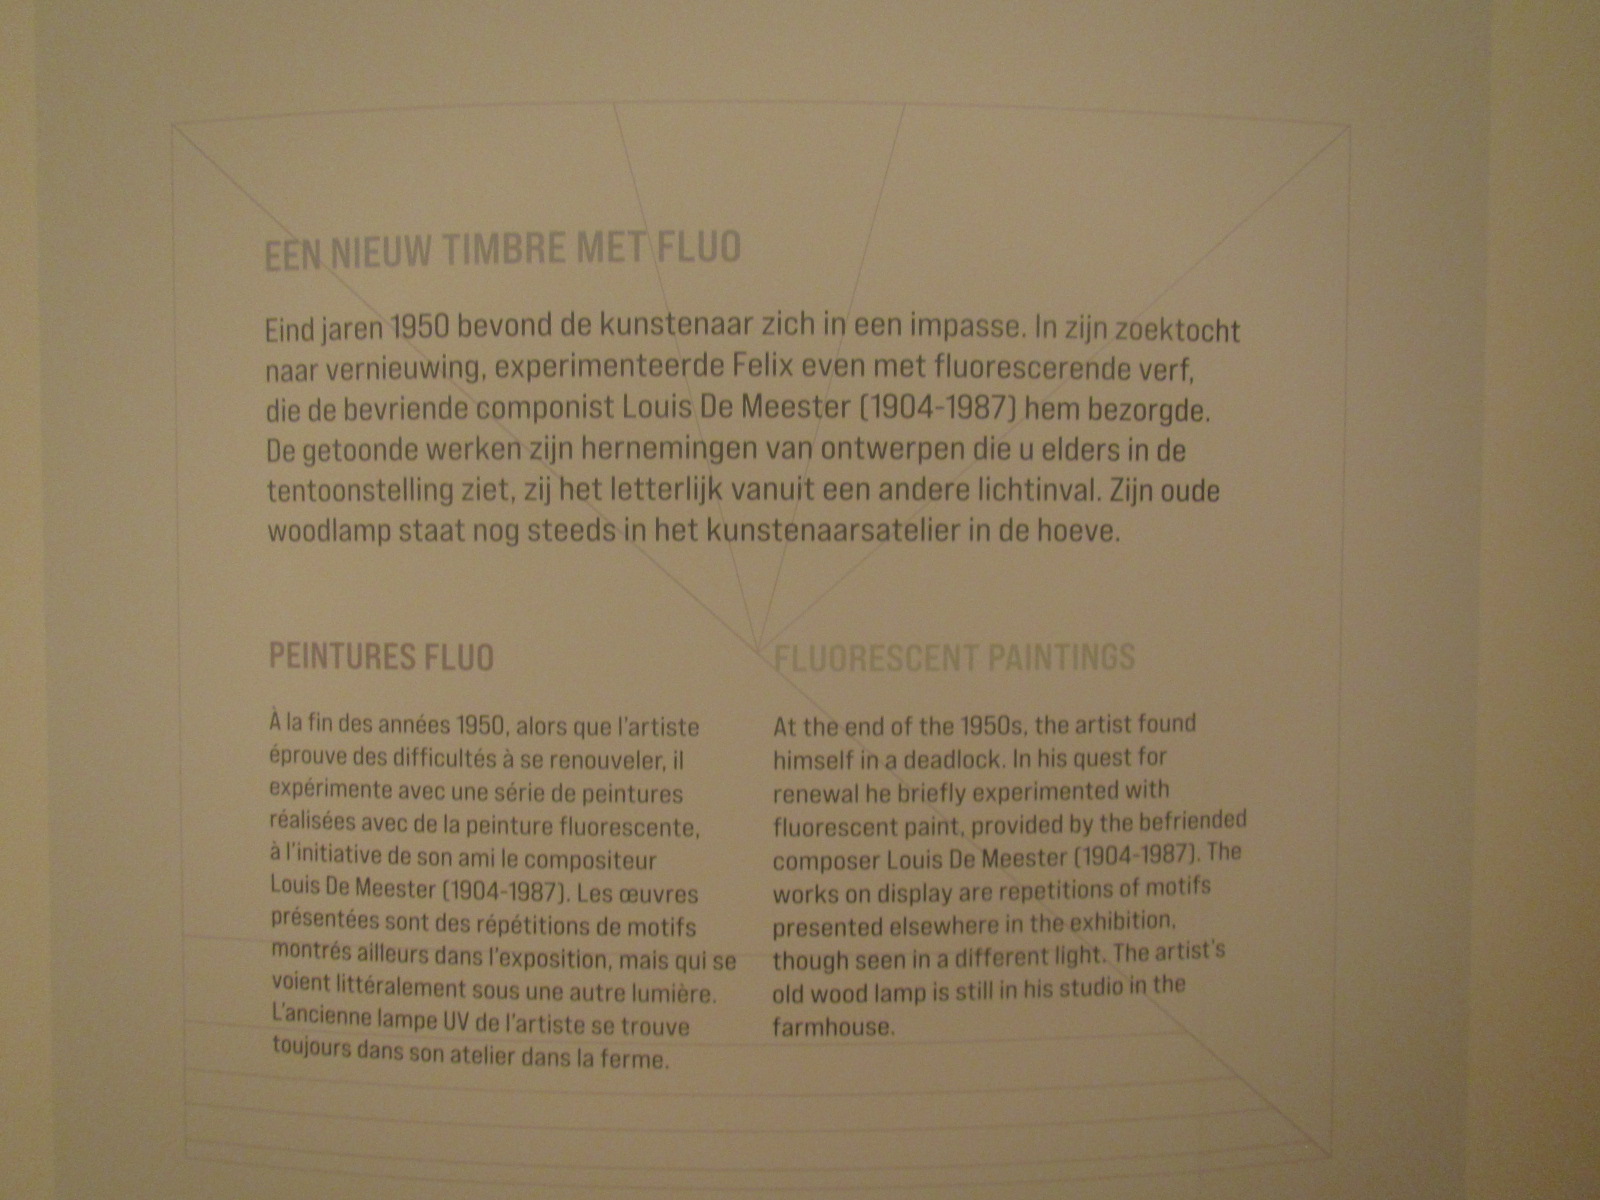 EEN NIEUW TIMBRE MET FLUO
Eind jaren 1950 bevond de kunstenaar zich in een impasse. In zijn zoektocht
naar vernieuwing, experimenteerde Felix even met fluorescerende verf,
die de bevriende componist Louis De Meester (1904-1987) hem bezorgde.
De getoonde werken zijn hernemingen van ontwerpen die u elders in de
tentoonstelling ziet, zij het letterlijk vanuit een andere lichtinval. Zijn oude
woodlamp staat nog steeds in het kunstenaarsatelier in de hoeve.
PEINTURES FLUO
À la fin des années 1950, alors que l'artiste
éprouve des difficultés à se renouveler, il
expérimente avec une série de peintures
réalisées avec de la peinture fluorescente,
à l'initiative de son ami le compositeur
Louis De Meester (1904-1987). Les œuvres
présentées sont des répétitions de motifs
montrés ailleurs dans l'exposition, mais qui se
voient littéralement sous une autre lumière.
L'ancienne lampe UV de l'artiste se trouve
toujours dans son atelier dans la ferme.
FLUORESCENT PAINTINGS
At the end of the 1950s, the artist found
himself in a deadlock. In his quest for
renewal he briefly experimented with
fluorescent paint, provided by the befriended
composer Louis De Meester (1904-1987). The
works on display are repetitions of motifs
presented elsewhere in the exhibition,
though seen in a different light. The artist's
old wood lamp is still in his studio in the
farmhouse.